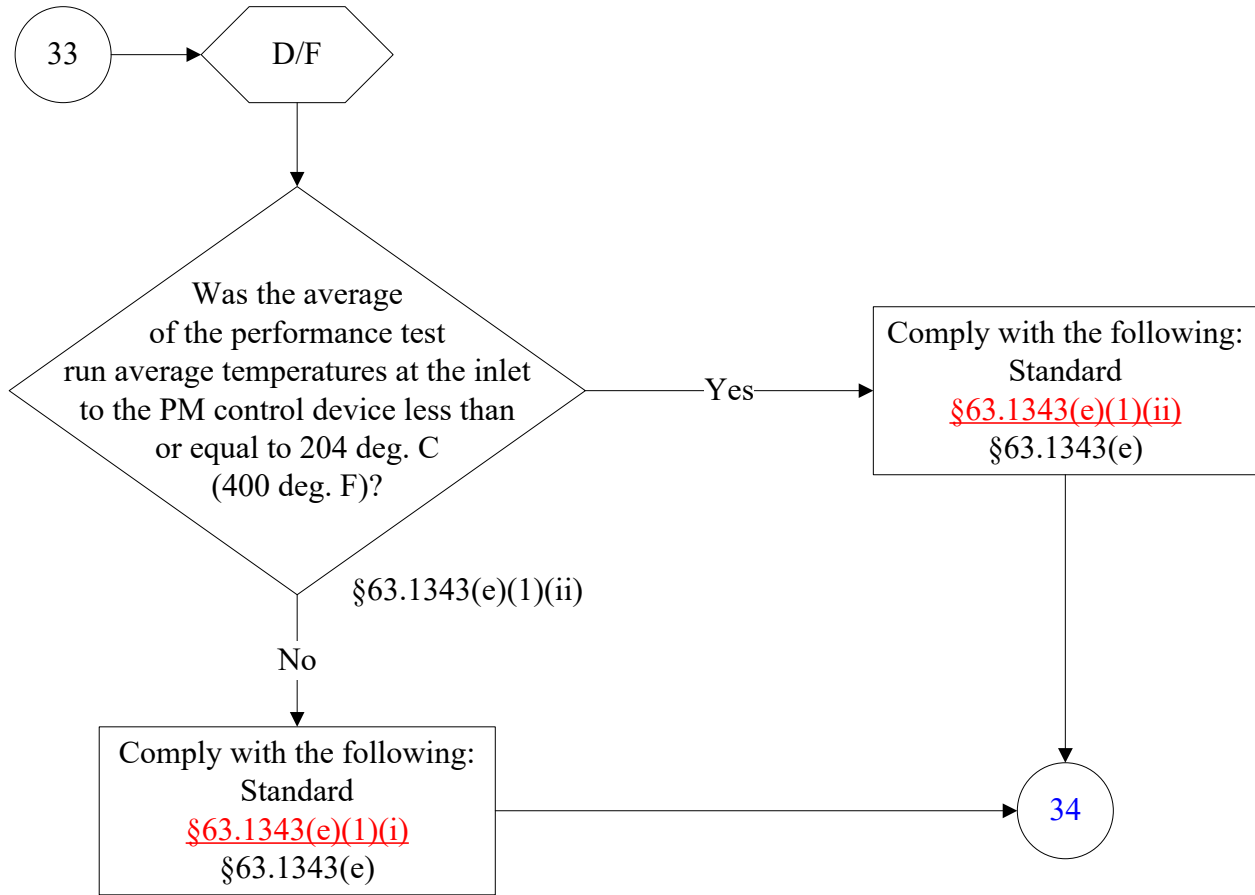 33
D/F
Was the average
of the performance test
run average temperatures at the inlet
to the PM control device less than
or equal to 204 deg. C
(400 deg. F)?
Yes
Comply with the following:
Standard
§63.1343(e)(1)(ii)
§63.1343(e)
§63.1343(e)(1)(ii)
No
Comply with the following:
Standard
§63.1343(e)(1)(i)
§63.1343(e)
34